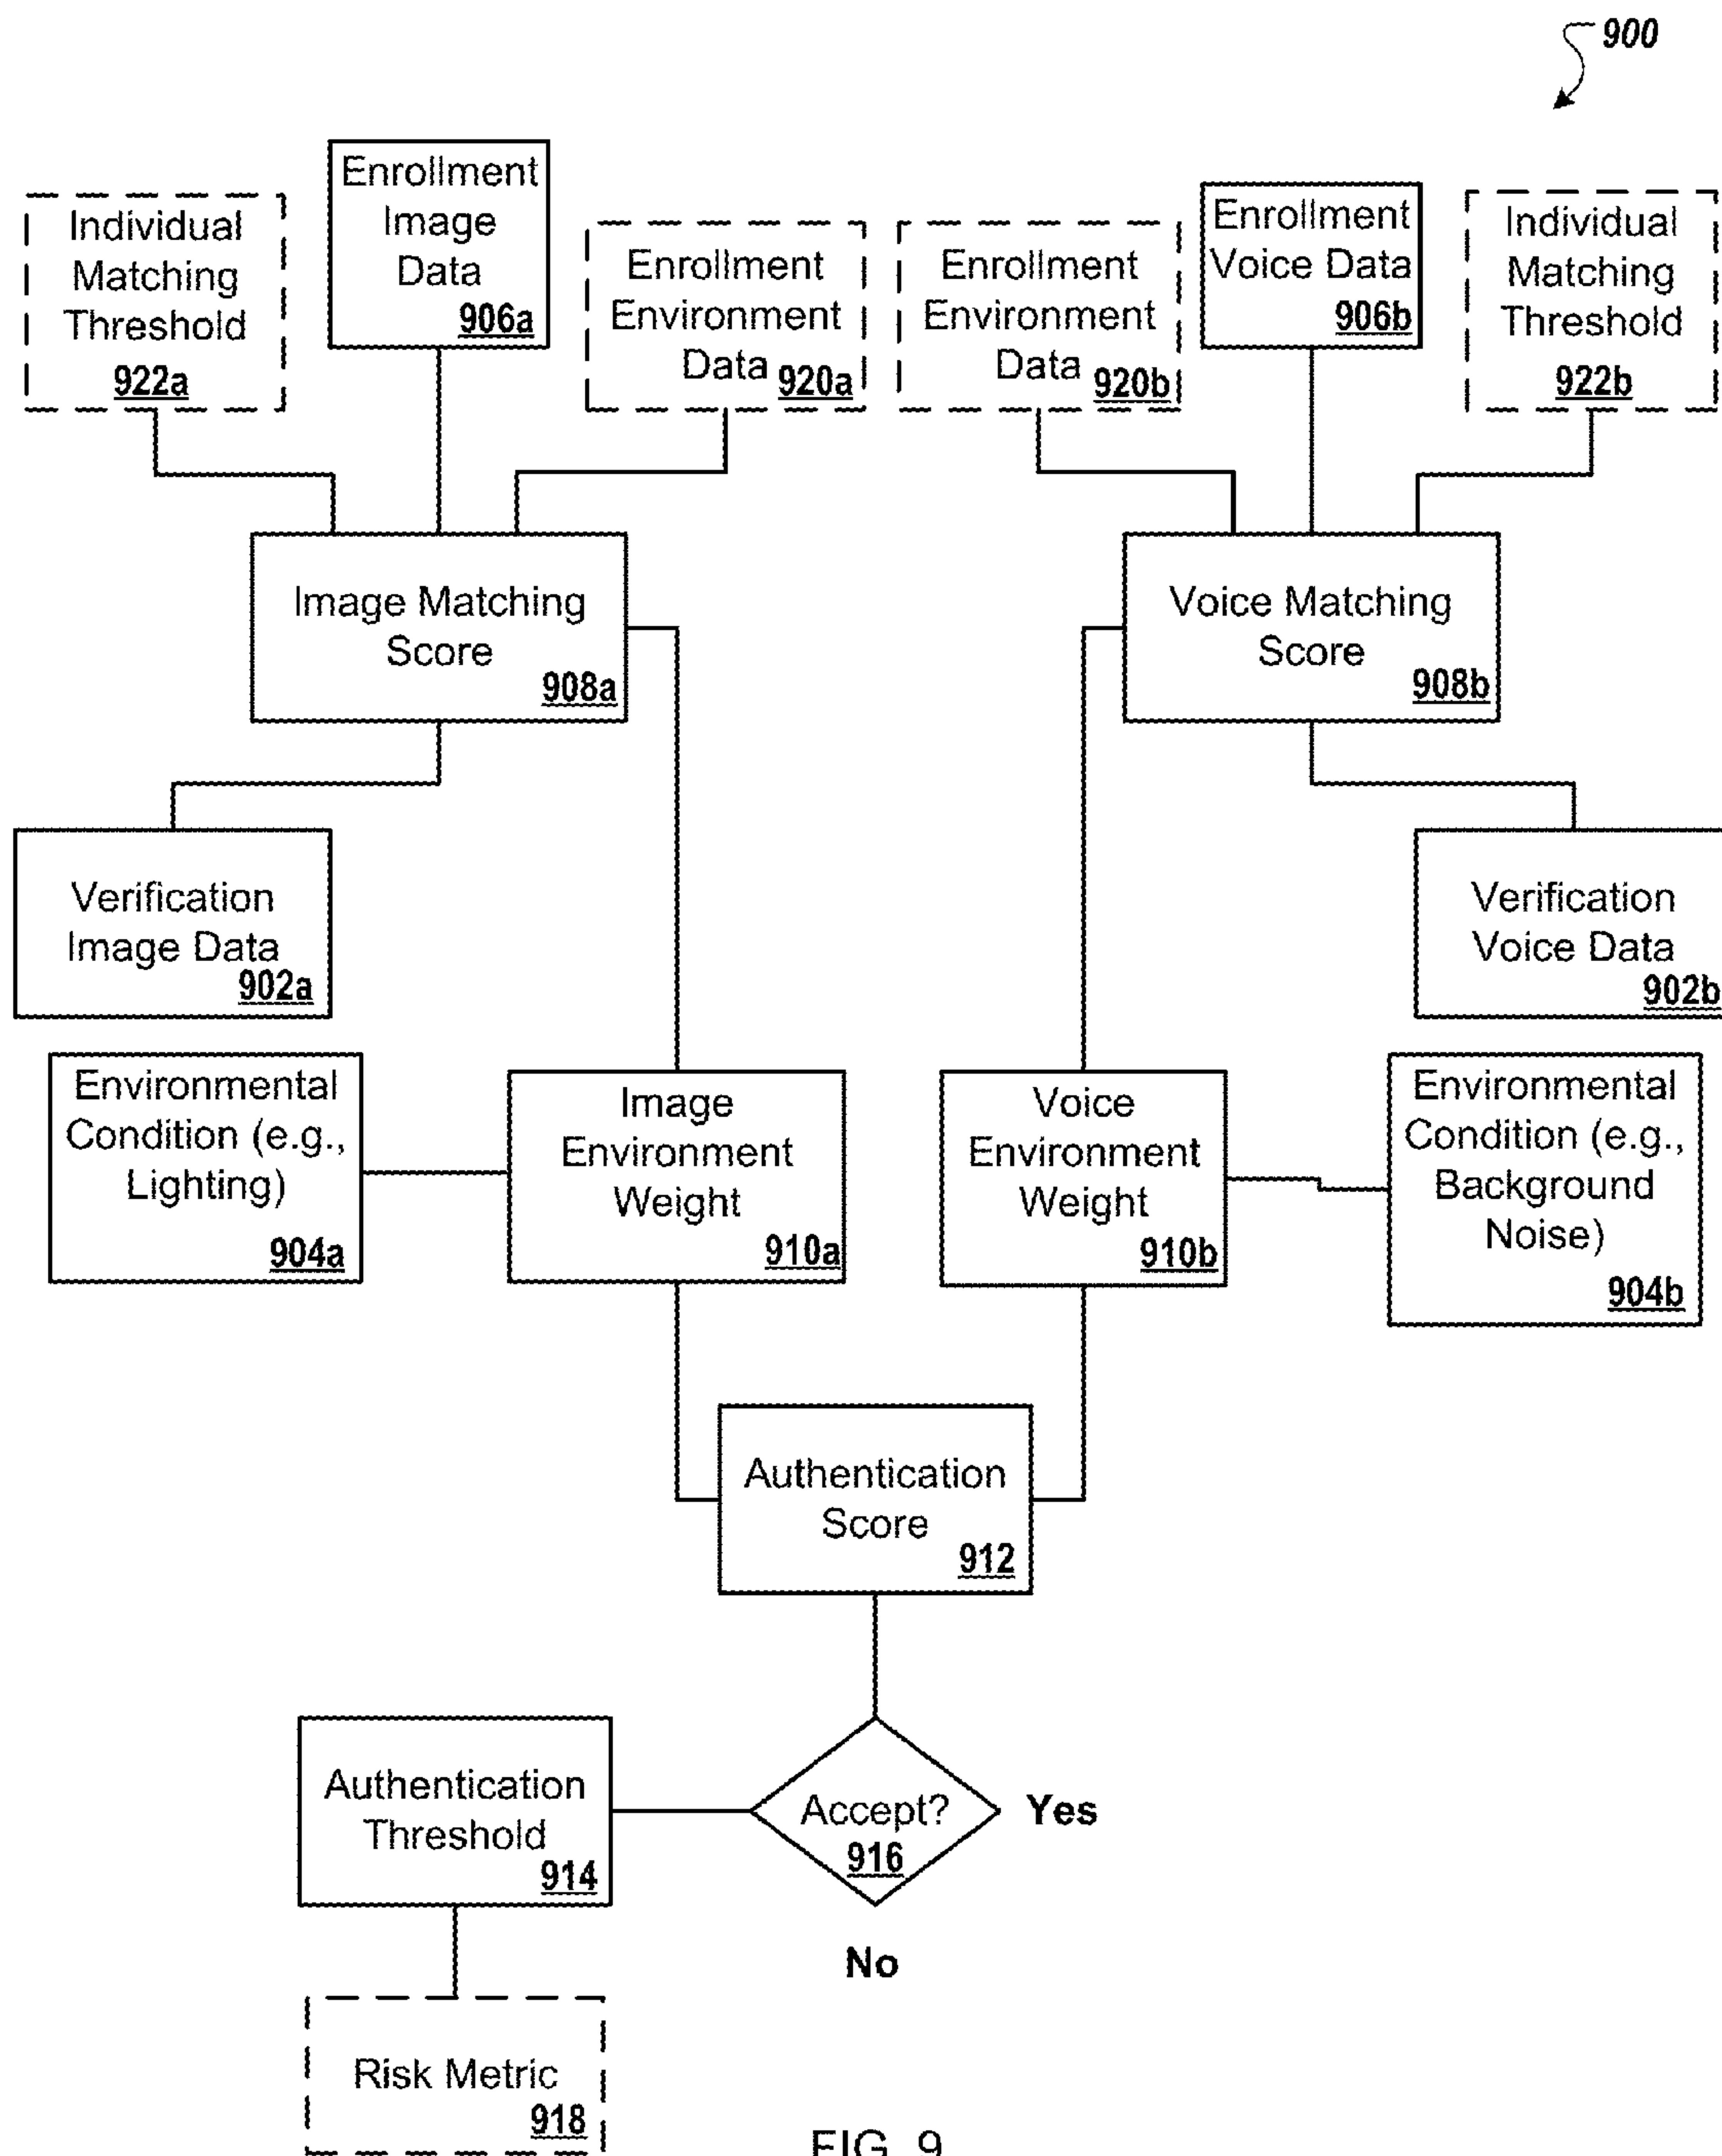 900
Individual
Matching
Threshold
922a
Enrollment
Image
Data
906a
Enrollment
Environment
Data 920a
Enrollment
Environment
Data 920b
Enrollment
Voice Data
906b
Individual
Matching
Threshold
922b
Image Matching
Score
908a
Voice Matching
Score
908b
Verification
Image Data
902a
Verification
Voice Data
902b
Environmental
Condition (e.g.,
Lighting)
904a
Image
Environment
Weight
910a
Voice
Environment
Weight
910b
Environmental
Condition (e.g.,
Background
Noise)
904b
Authentication
Score
912
Authentication
Threshold
914
Accept?
916
Yes
No
Risk Metric
918
FIG. 9